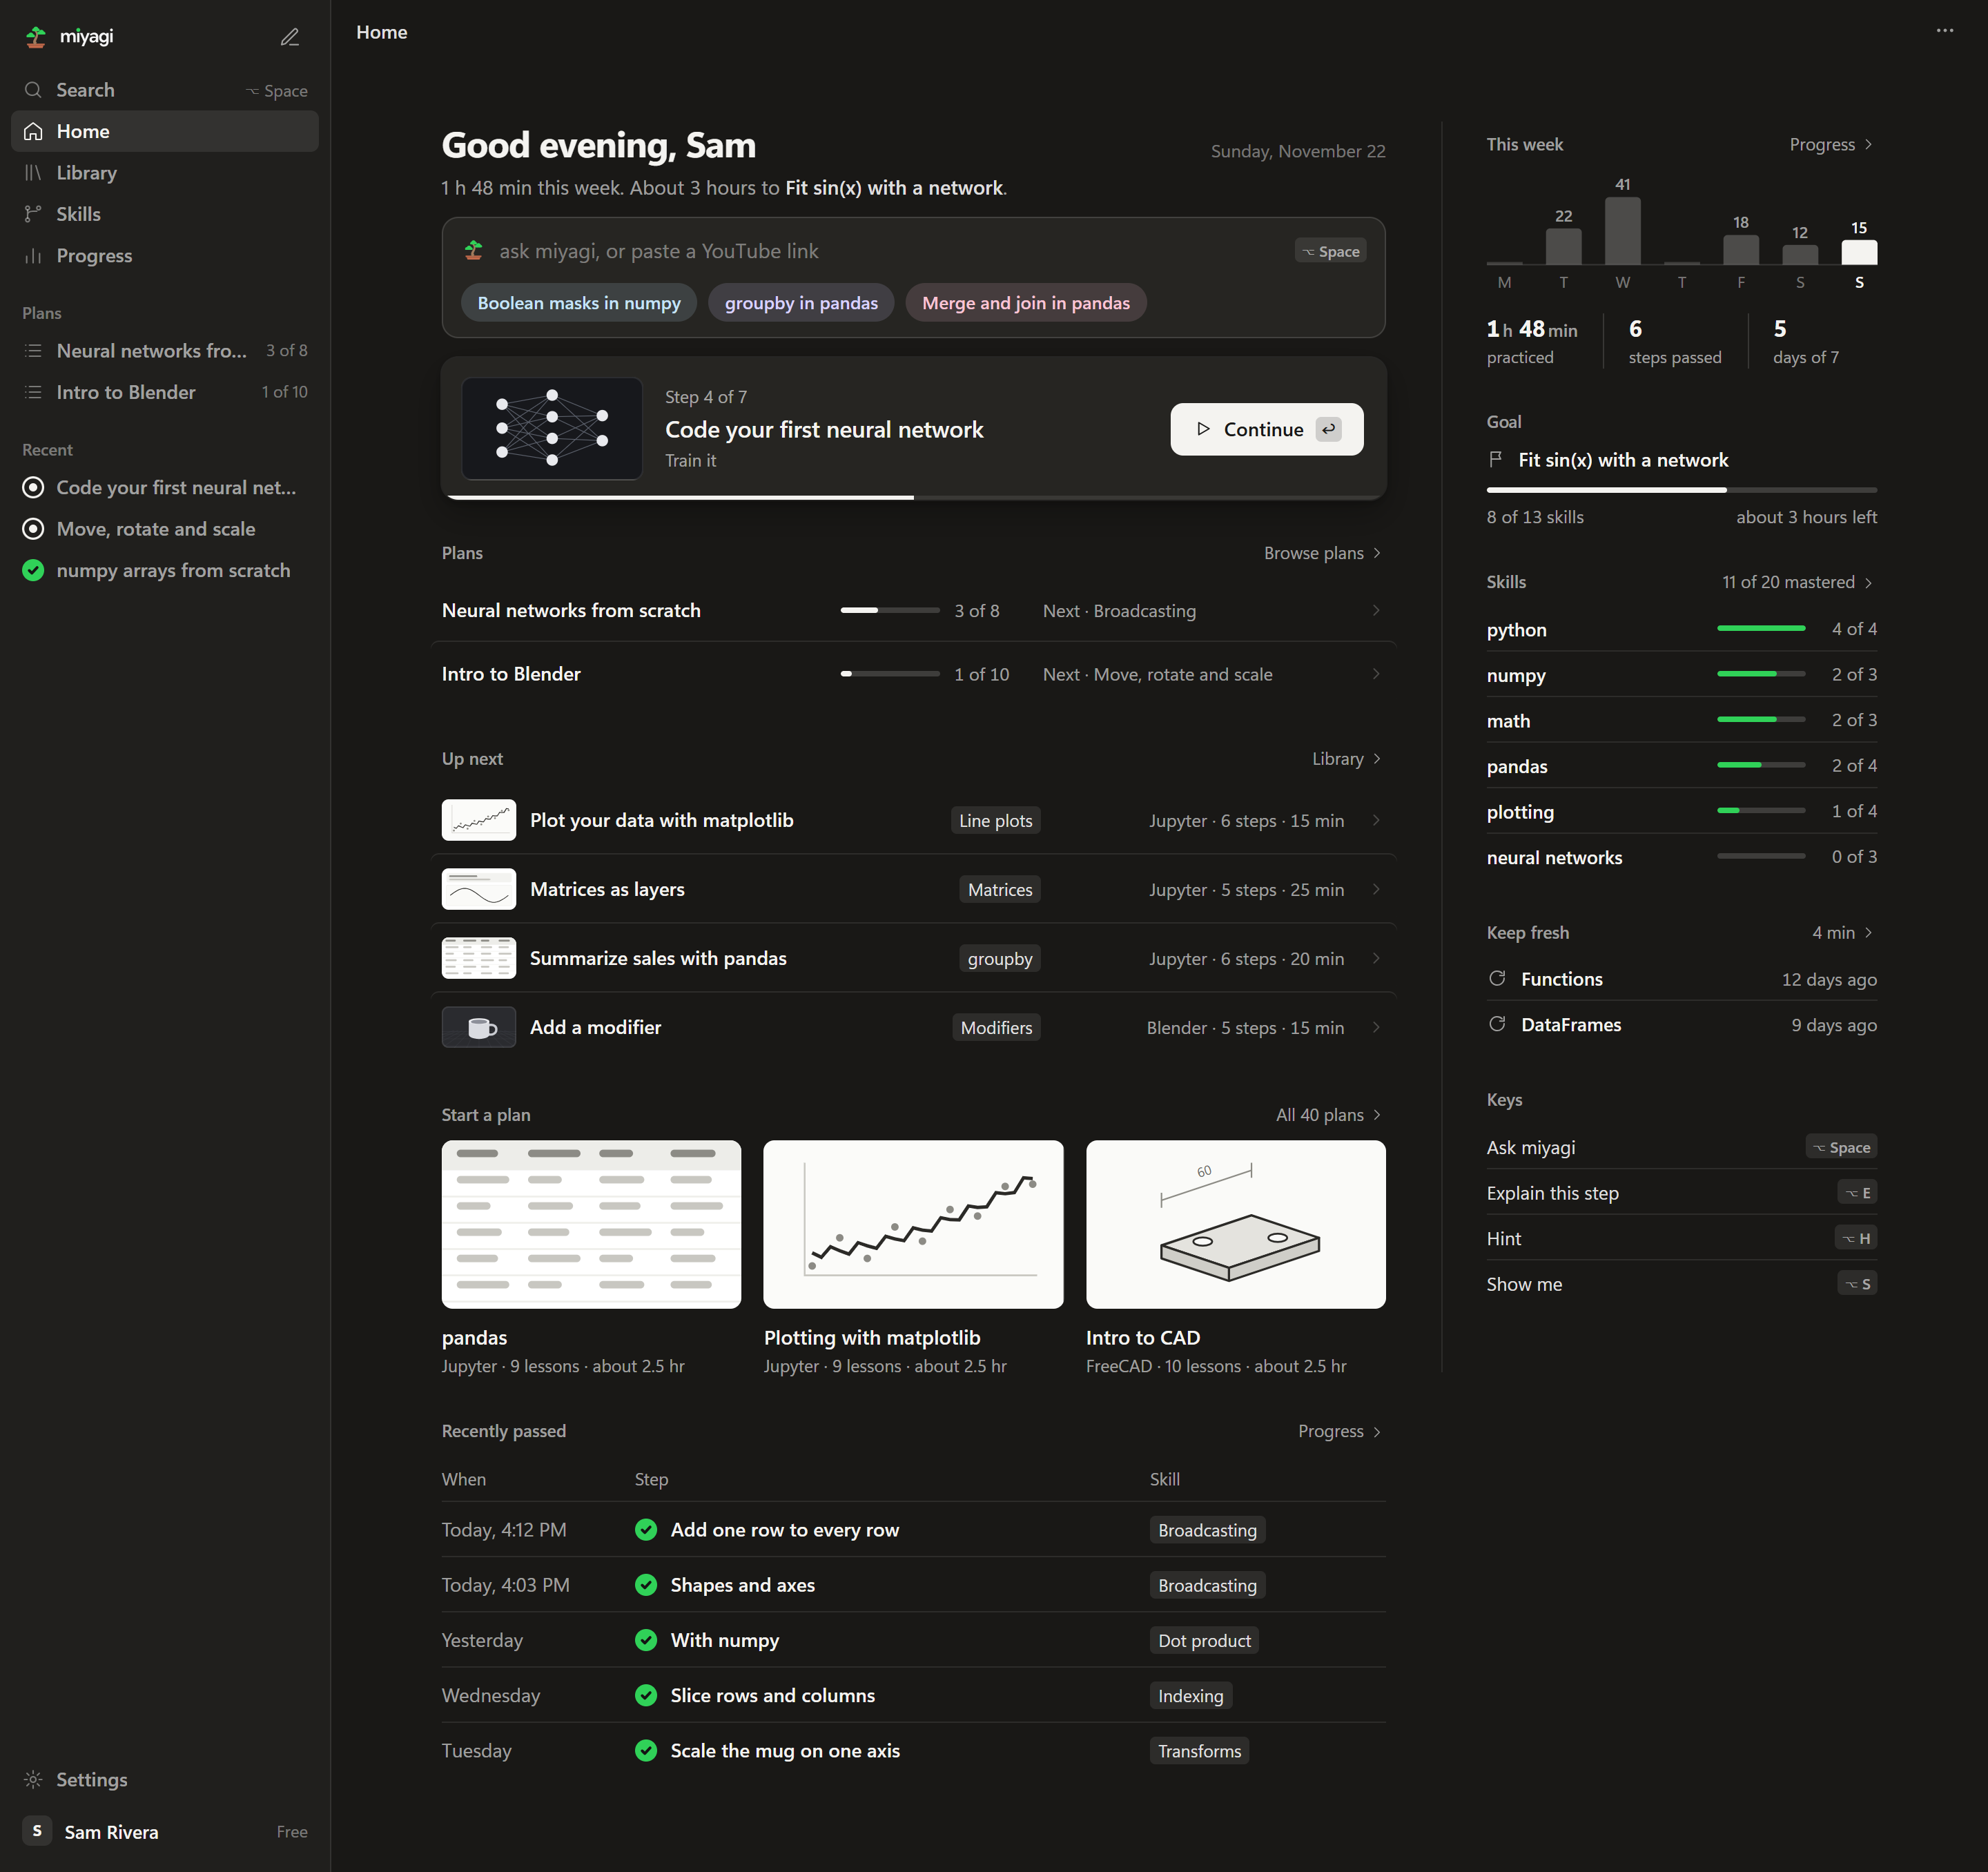 miyagi
Search ⌥ Space
Home
Library
Skills
Progress
Plans
Neural networks fro... 3 of 8
Intro to Blender 1 of 10
Recent
Code your first neural net...
Move, rotate and scale
numpy arrays from scratch
Settings
S Sam Rivera Free
Home
Good evening, Sam
Sunday, November 22
1 h 48 min this week. About 3 hours to Fit sin(x) with a network.
ask miyagi, or paste a YouTube link ⌥ Space
Boolean masks in numpy groupby in pandas Merge and join in pandas
Step 4 of 7
Code your first neural network
Train it
Continue
Plans Browse plans
Neural networks from scratch 3 of 8 Next · Broadcasting
Intro to Blender 1 of 10 Next · Move, rotate and scale
Up next Library
Plot your data with matplotlib Line plots Jupyter · 6 steps · 15 min
Matrices as layers Matrices Jupyter · 5 steps · 25 min
Summarize sales with pandas groupby Jupyter · 6 steps · 20 min
Add a modifier Modifiers Blender · 5 steps · 15 min
Start a plan All 40 plans
60
pandas
Jupyter · 9 lessons · about 2.5 hr
Plotting with matplotlib
Jupyter · 9 lessons · about 2.5 hr
Intro to CAD
FreeCAD · 10 lessons · about 2.5 hr
Recently passed Progress
When Step Skill
Today, 4:12 PM Add one row to every row Broadcasting
Today, 4:03 PM Shapes and axes Broadcasting
Yesterday With numpy Dot product
Wednesday Slice rows and columns Indexing
Tuesday Scale the mug on one axis Transforms
This week Progress
22 41 18 12 15
M T W T F S S
1 h 48 min
practiced
6
steps passed
5
days of 7
Goal
Fit sin(x) with a network
8 of 13 skills about 3 hours left
Skills 11 of 20 mastered
python 4 of 4
numpy 2 of 3
math 2 of 3
pandas 2 of 4
plotting 1 of 4
neural networks 0 of 3
Keep fresh 4 min
Functions 12 days ago
DataFrames 9 days ago
Keys
Ask miyagi ⌥ Space
Explain this step ⌥ E
Hint ⌥ H
Show me ⌥ S